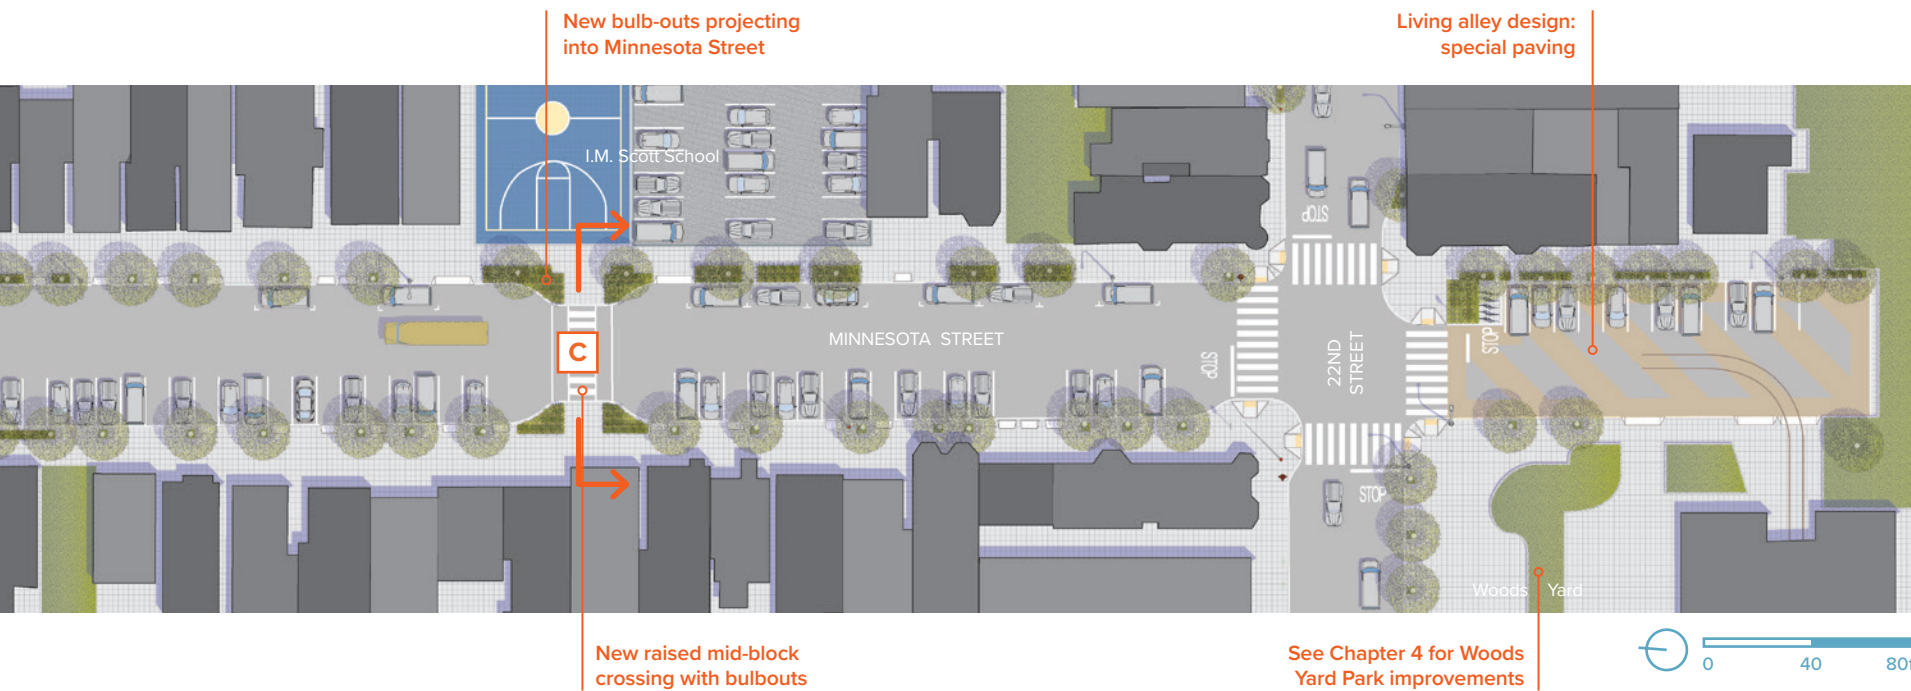 New bulb-outs projecting
into Minnesota Street
Living alley design:
special paving
I.M. Scott School
STOP
MINNESOTA STREET
STOP
22ND
STREET
STOP
STOP
C
Woods Yard
New raised mid-block
crossing with bulbouts
See Chapter 4 for Woods
Yard Park improvements
0 40 80f